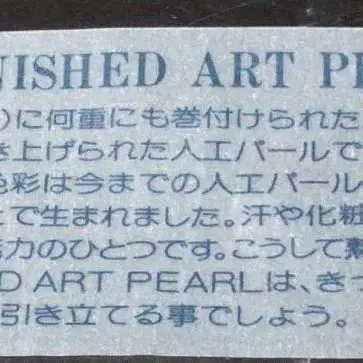 NISHED ART PE
)に何重にも巻付けられた
き上げられた人工パールで
色彩は今までの人工パール
とで生まれました。汗や化粧
魅力のひとつです。こうして
D ART PEARLは、きっ
引き立てる事でしょう。